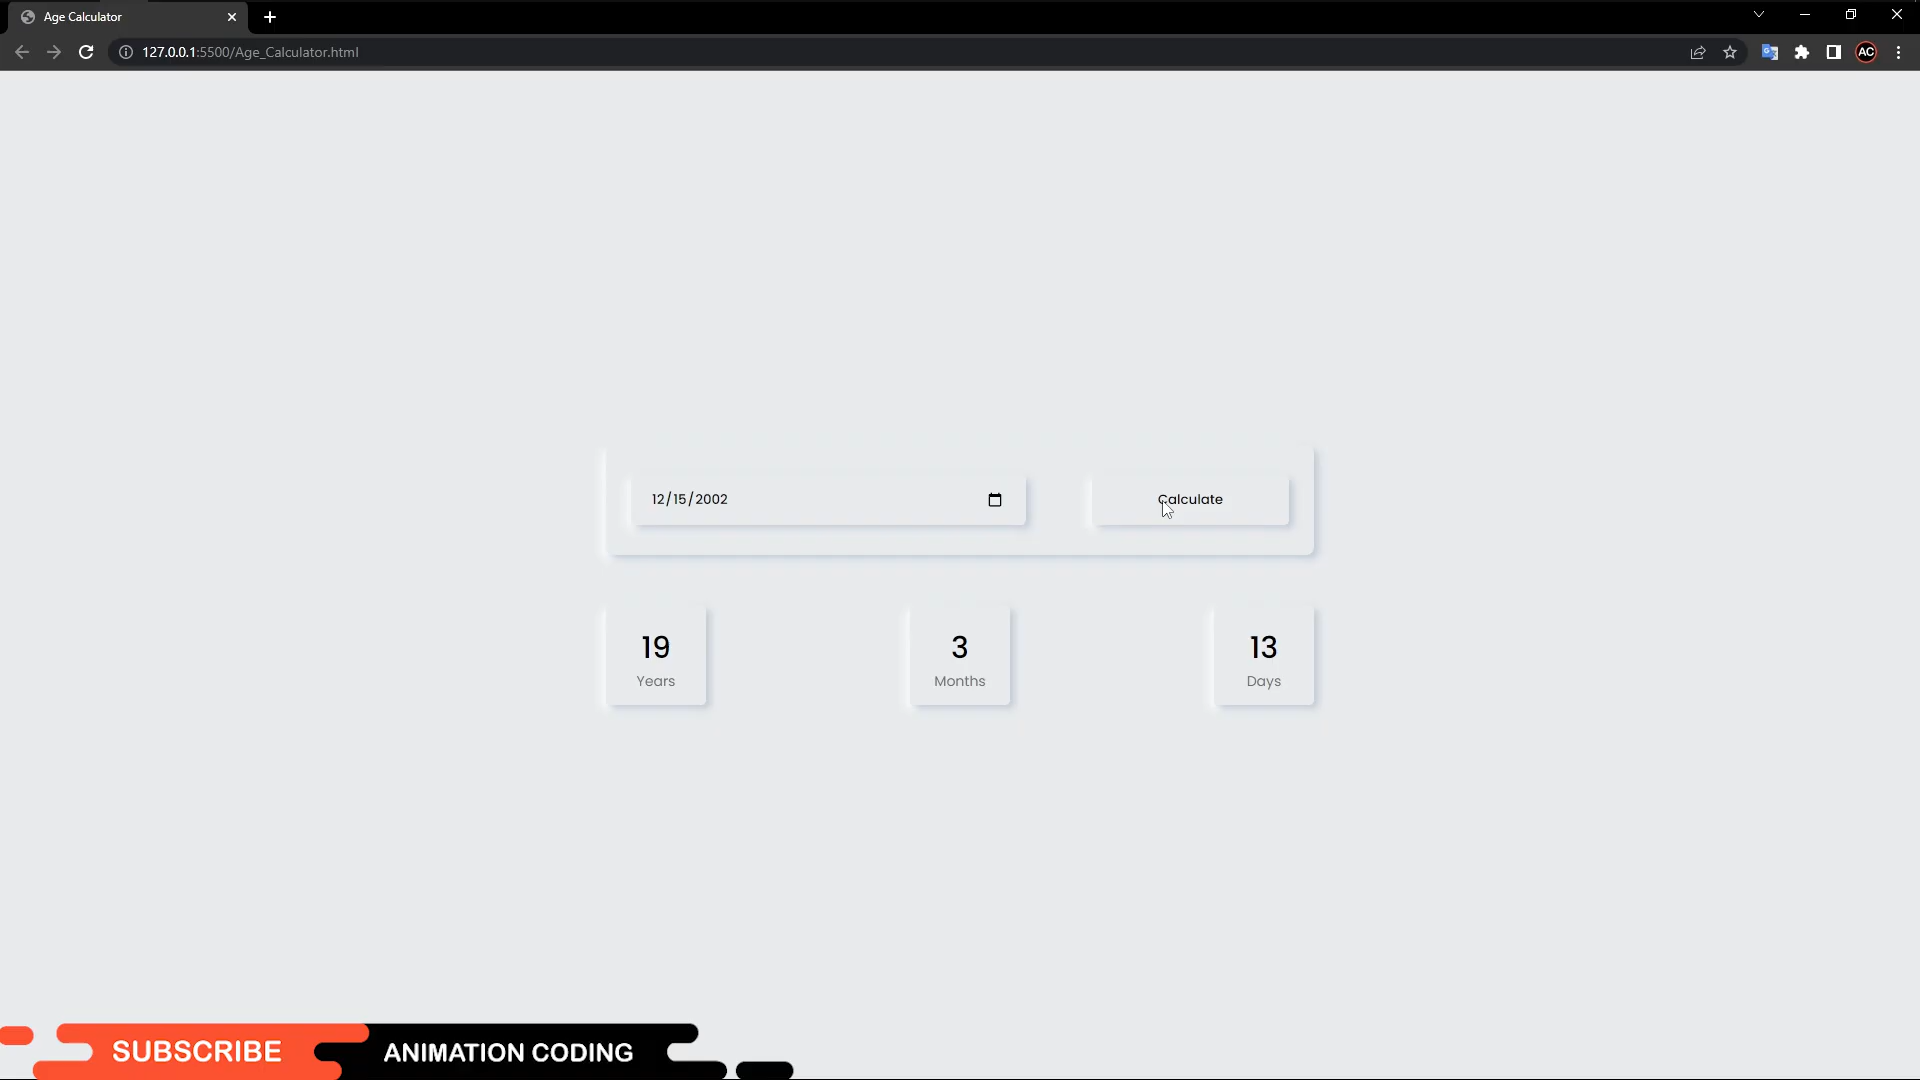 Age Calculator
127.0.0.1:5500/Age_Calculator.html
AC
12/15/2002
Calculate
19
3
13
Years
Months
Days
SUBSCRIBE
ANIMATION CODING